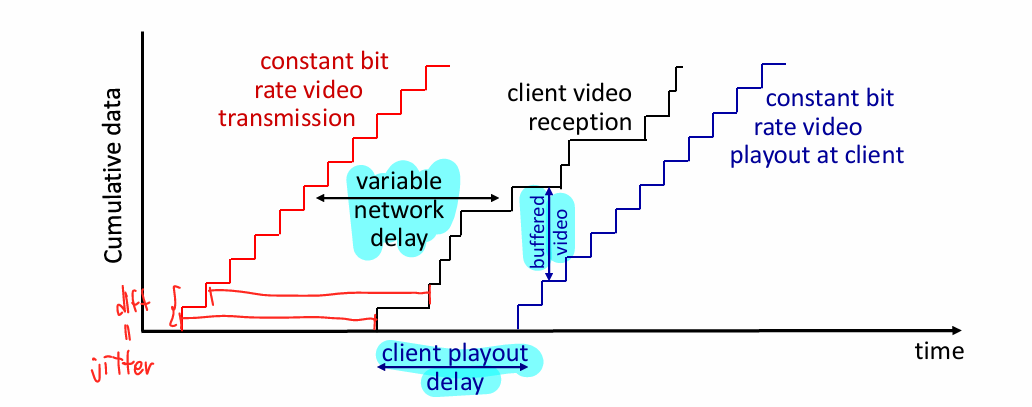 constant bit
rate video
transmission
client video
reception
constant bit
rate video
playout at client
Cumulative data
variable
network
delay
buffered
video
diff
=
jitter
client playout
delay
time